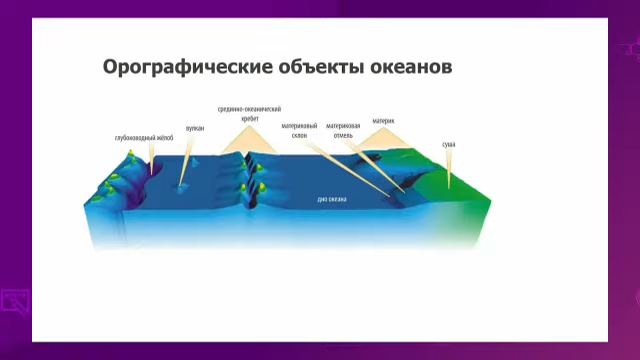 Орографические объекты океанов
срединно-океанический
хребет
глубоководный жёлоб
вулкан
материковый
склон
материковая
отмель
материк
суша
дно океана